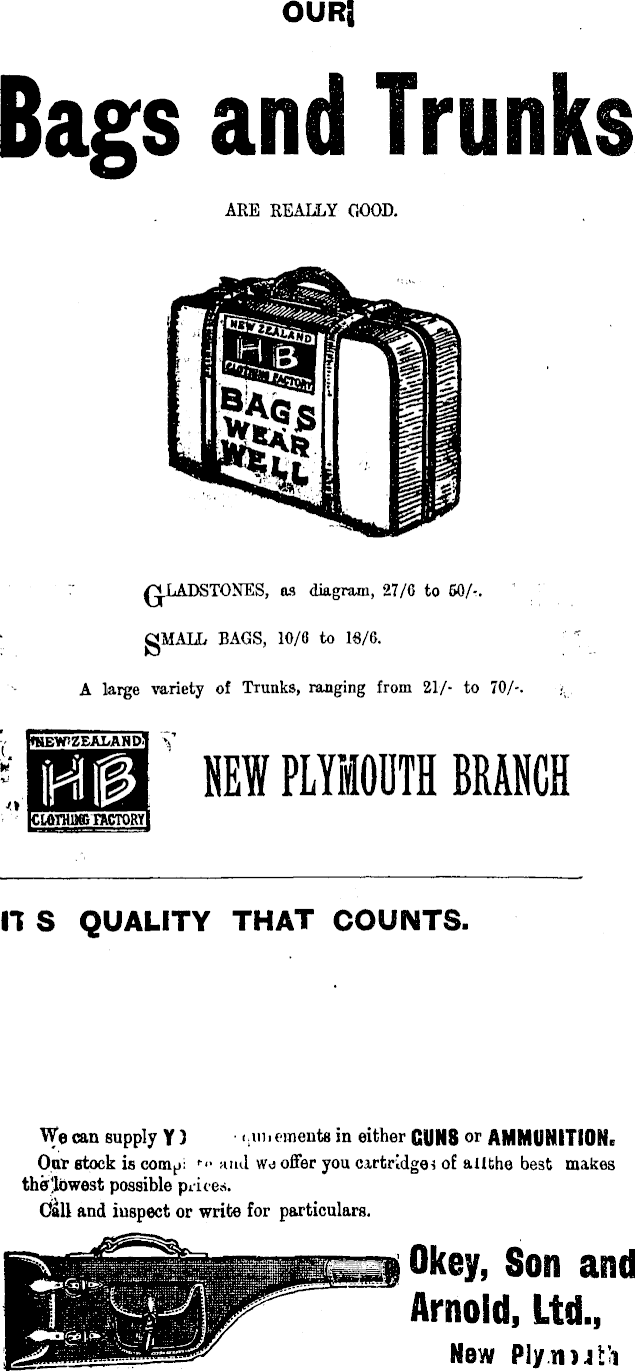 OUR
Bags and Trunks
ARE REALLY GOOD.
NEW ZEALAND
HB
CLOTHING FACTORY
BAGS
WEAR
WELL
GLADSTONES, as diagram, 27/6 to 50/-.
SMALL BAGS, 10/6 to 18/6.
A large variety of Trunks, ranging from 21/- to 70/-.
NEW ZEALAND
HB
CLOTHING FACTORY
NEW PLYMOUTH BRANCH
IT S QUALITY THAT COUNTS.
We can supply in either GUNS or AMMUNITION.
Our stock is and we offer you cartridges of all the best makes
the lowest possible prices.
Call and inspect or write for particulars.
Okey, Son and
Arnold, Ltd.,
New Plymouth